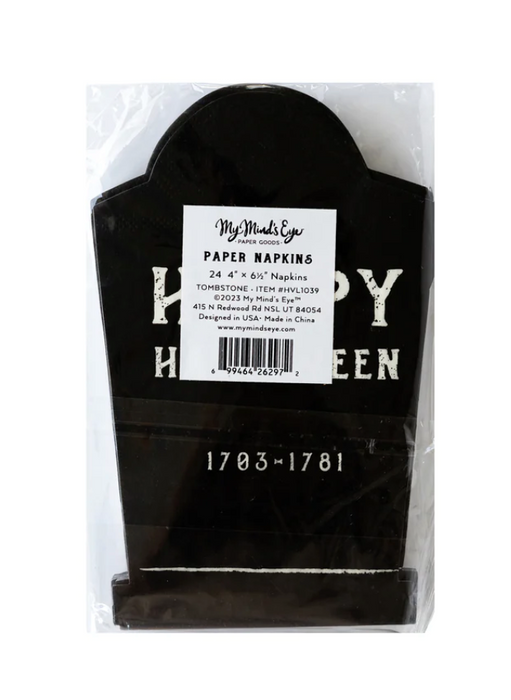 My Mind's Eye
·PAPER GOODS·
PAPER NAPKINS
24 4" × 6½" Napkins
TOMBSTONE - ITEM #HVL1039
©2023 My Mind's Eye™
415 N Redwood Rd NSL UT 84054
Designed in USA· Made in China
www.mymindseye.com
6 99464 26297 2
H PY
H EEN
1703-1781